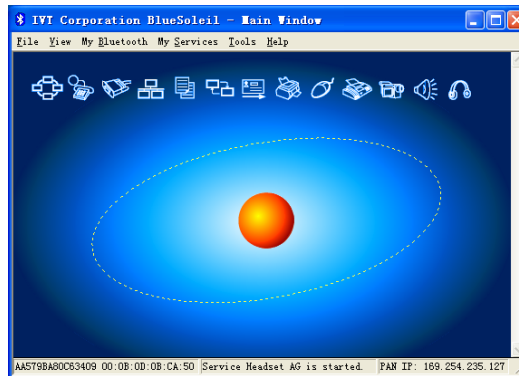 IVT Corporation BlueSoleil - Main Window
File View My Bluetooth My Services Tools Help
AA579BA80C63409 00:0B:0D:0B:CA:50 Service Headset AG is started. PAN IP: 169.254.235.127